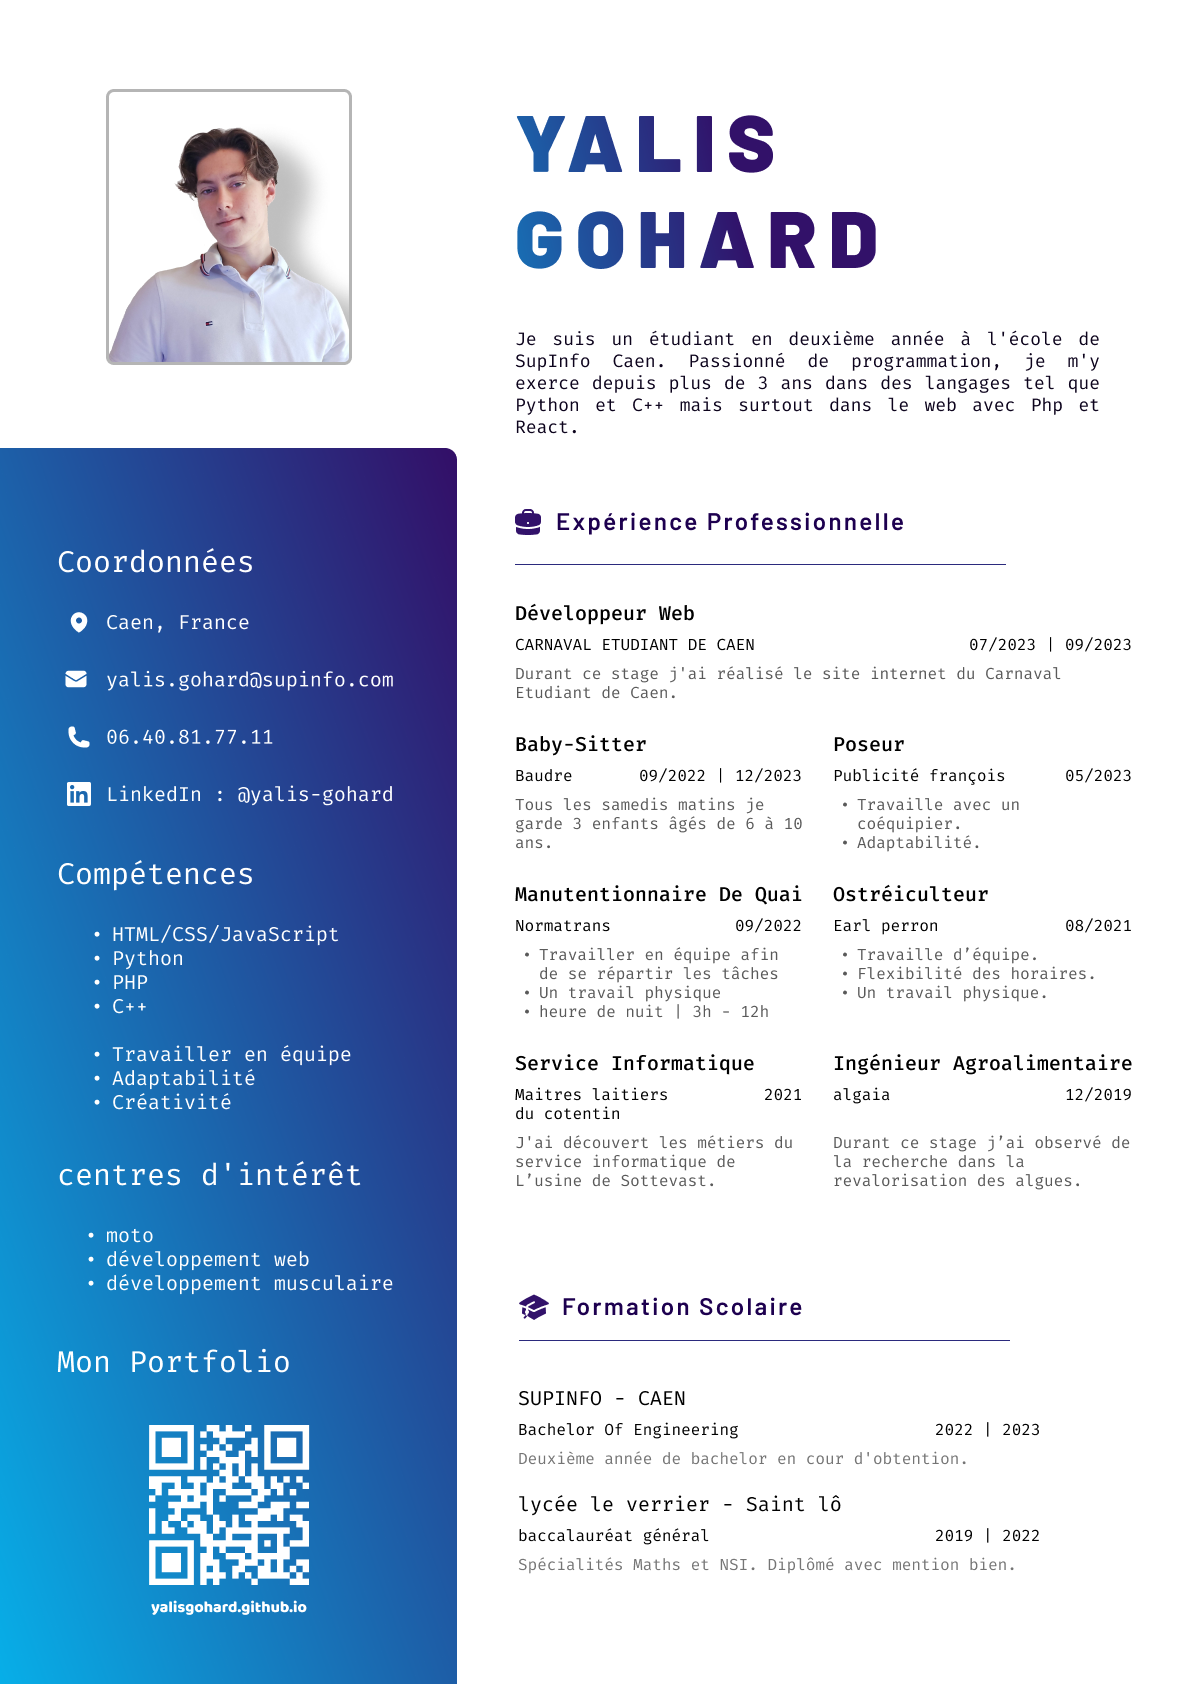 YALIS
GOHARD
Je suis un étudiant en deuxième année à l'école de
SupInfo Caen. Passionné de programmation, je m'y
exerce depuis plus de 3 ans dans des langages tel que
Python et C++ mais surtout dans le web avec Php et
React.
Coordonnées
Caen, France
yalis.gohard@supinfo.com
06.40.81.77.11
LinkedIn : @yalis-gohard
Compétences
• HTML/CSS/JavaScript
• Python
• PHP
• C++
• Travailler en équipe
• Adaptabilité
• Créativité
centres d'intérêt
• moto
• développement web
• développement musculaire
Mon Portfolio
yalisgohard.github.io
Expérience Professionnelle
Développeur Web
CARNAVAL ETUDIANT DE CAEN 07/2023 | 09/2023
Durant ce stage j'ai réalisé le site internet du Carnaval
Etudiant de Caen.
Baby-Sitter
Baudre 09/2022 | 12/2023
Tous les samedis matins je
garde 3 enfants âgés de 6 à 10
ans.
Poseur
Publicité françois 05/2023
• Travaille avec un
coéquipier.
• Adaptabilité.
Manutentionnaire De Quai
Normatrans 09/2022
• Travailler en équipe afin
de se répartir les tâches
• Un travail physique
• heure de nuit | 3h - 12h
Ostréiculteur
Earl perron 08/2021
• Travaille d’équipe.
• Flexibilité des horaires.
• Un travail physique.
Service Informatique
Maitres laitiers 2021
du cotentin
J'ai découvert les métiers du
service informatique de
L’usine de Sottevast.
Ingénieur Agroalimentaire
algaia 12/2019
Durant ce stage j’ai observé de
la recherche dans la
revalorisation des algues.
Formation Scolaire
SUPINFO - CAEN
Bachelor Of Engineering 2022 | 2023
Deuxième année de bachelor en cour d'obtention.
lycée le verrier - Saint lô
baccalauréat général 2019 | 2022
Spécialités Maths et NSI. Diplômé avec mention bien.